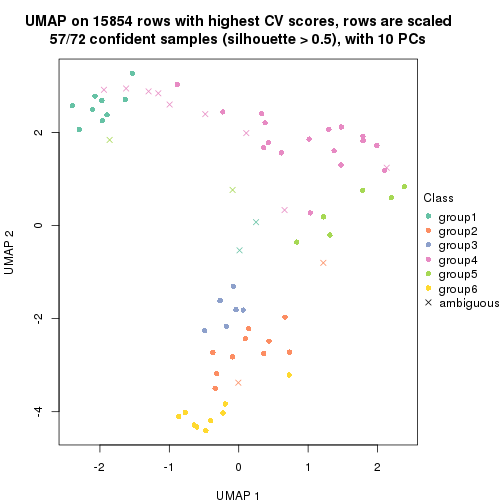 UMAP on 15854 rows with highest CV scores, rows are scaled
57/72 confident samples (silhouette > 0.5), with 10 PCs
2
0
-2
-4
UMAP 2
-2
-1
0
1
2
UMAP 1
Class
group1
group2
group3
group4
group5
group6
ambiguous